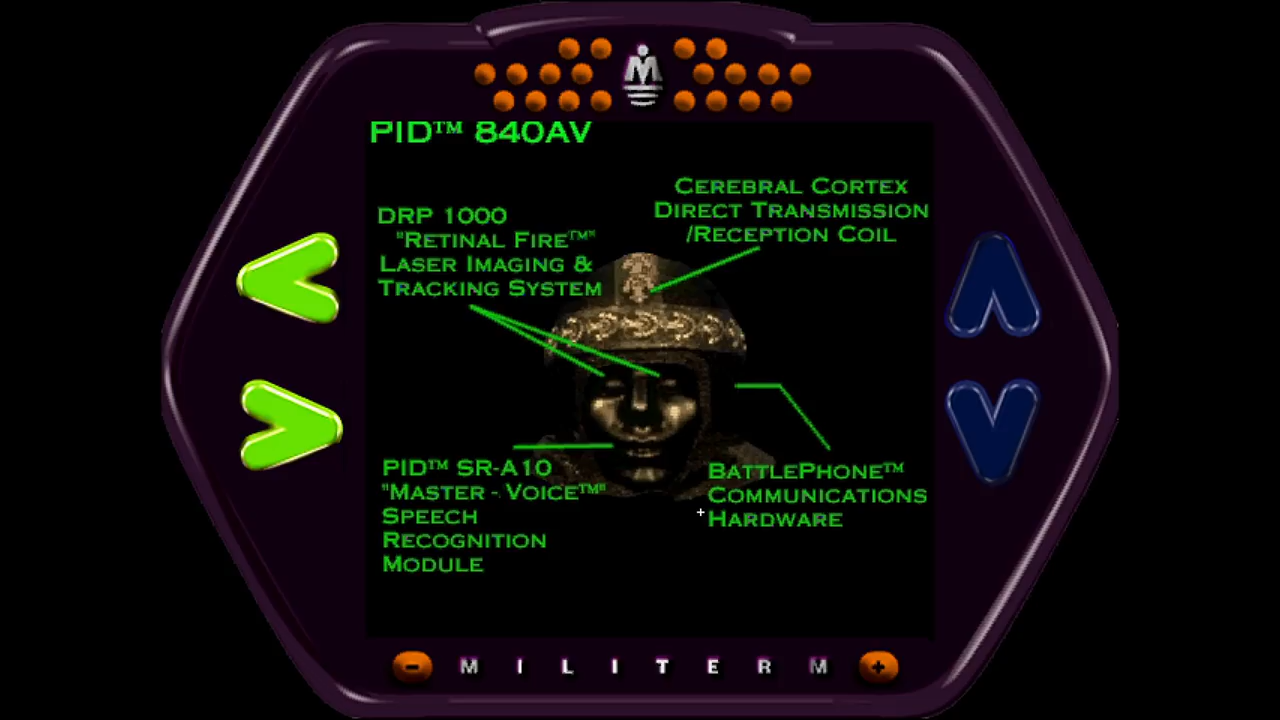 PID™ 840AV
CEREBRAL CORTEX
DIRECT TRANSMISSION
/RECEPTION COIL
DRP 1000
"RETINAL FIRE™"
LASER IMAGING &
TRACKING SYSTEM
PID™ SR-A10
"MASTER - VOICE™"
SPEECH
RECOGNITION
MODULE
BATTLEPHONE™
COMMUNICATIONS
HARDWARE
- MILITERM +